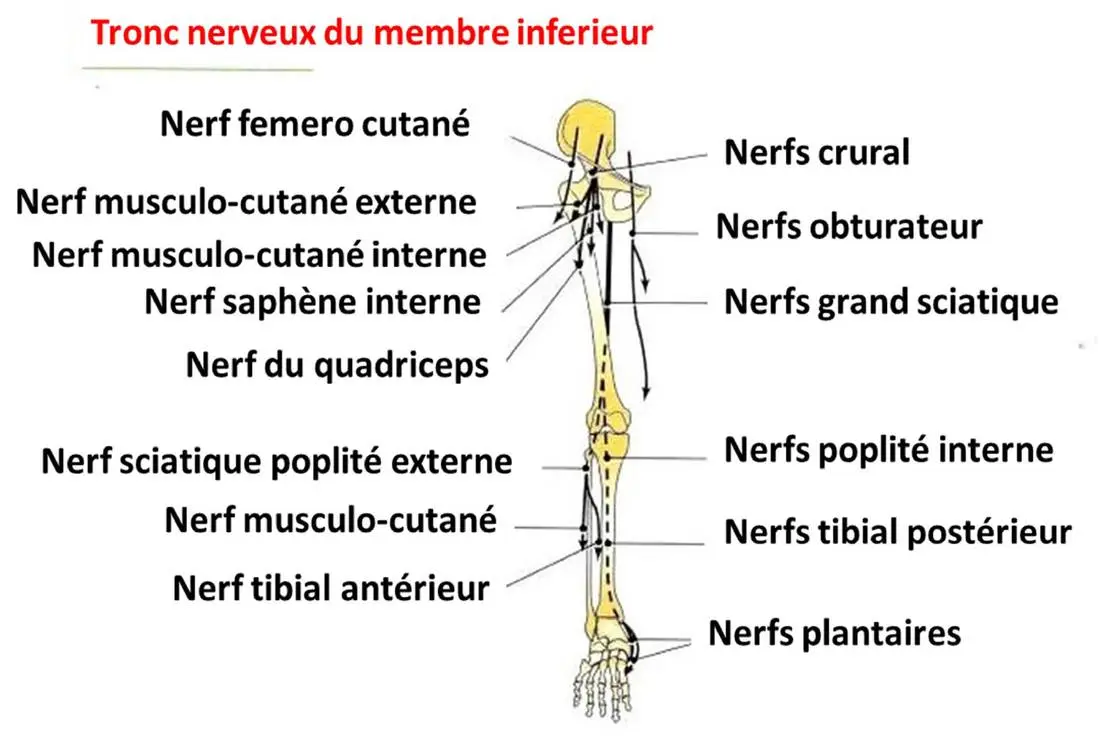 Tronc nerveux du membre inferieur
Nerf femero cutané
Nerf musculo-cutané externe
Nerf musculo-cutané interne
Nerf saphène interne
Nerf du quadriceps
Nerf sciatique poplité externe
Nerf musculo-cutané
Nerf tibial antérieur
Nerfs crural
Nerfs obturateur
Nerfs grand sciatique
Nerfs poplité interne
Nerfs tibial postérieur
Nerfs plantaires